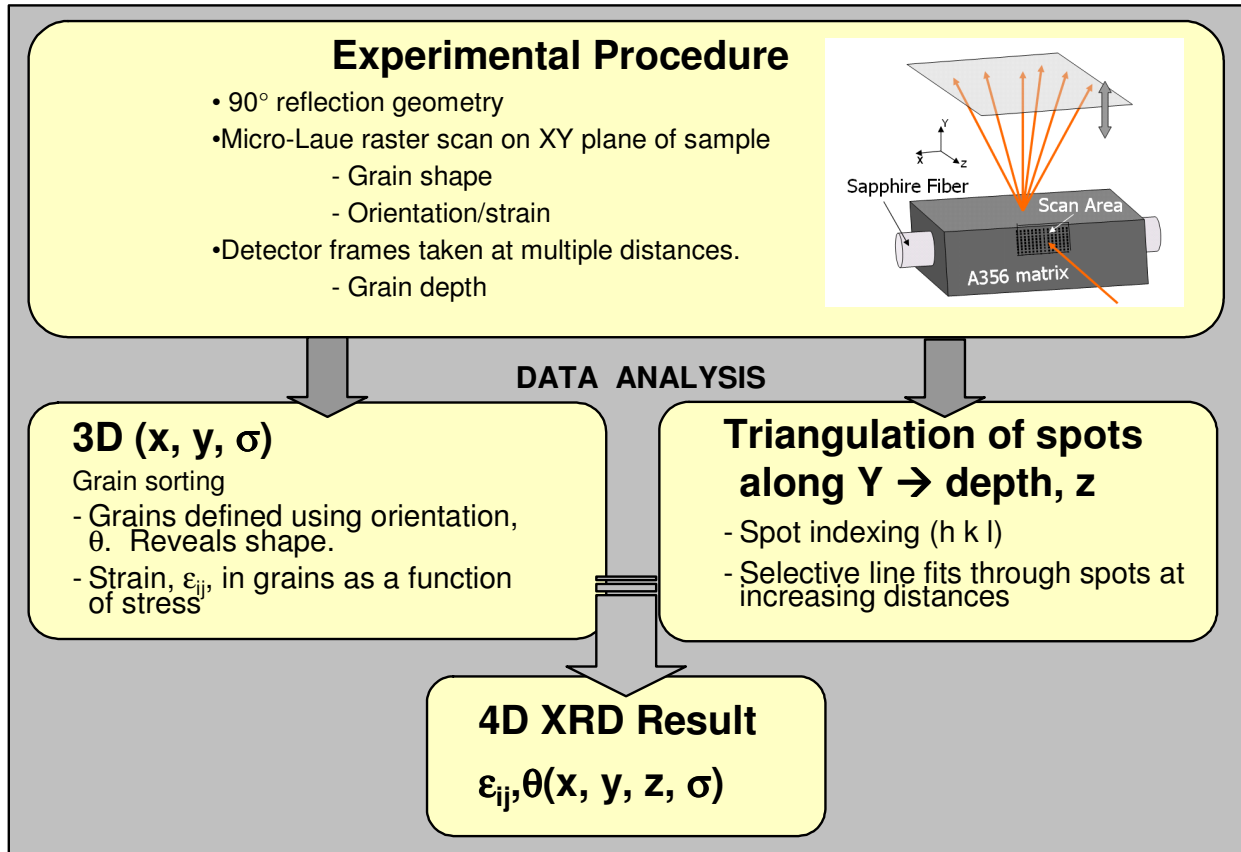 Experimental Procedure
• 90° reflection geometry
•Micro-Laue raster scan on XY plane of sample
- Grain shape
- Orientation/strain
•Detector frames taken at multiple distances.
- Grain depth
Y
X
Z
Sapphire Fiber
Scan Area
A356 matrix
DATA ANALYSIS
3D (x, y, σ)
Grain sorting
- Grains defined using orientation,
θ. Reveals shape.
- Strain, εij, in grains as a function
of stress
Triangulation of spots
along Y → depth, z
- Spot indexing (h k l)
- Selective line fits through spots at
increasing distances
4D XRD Result
εij,θ(x, y, z, σ)